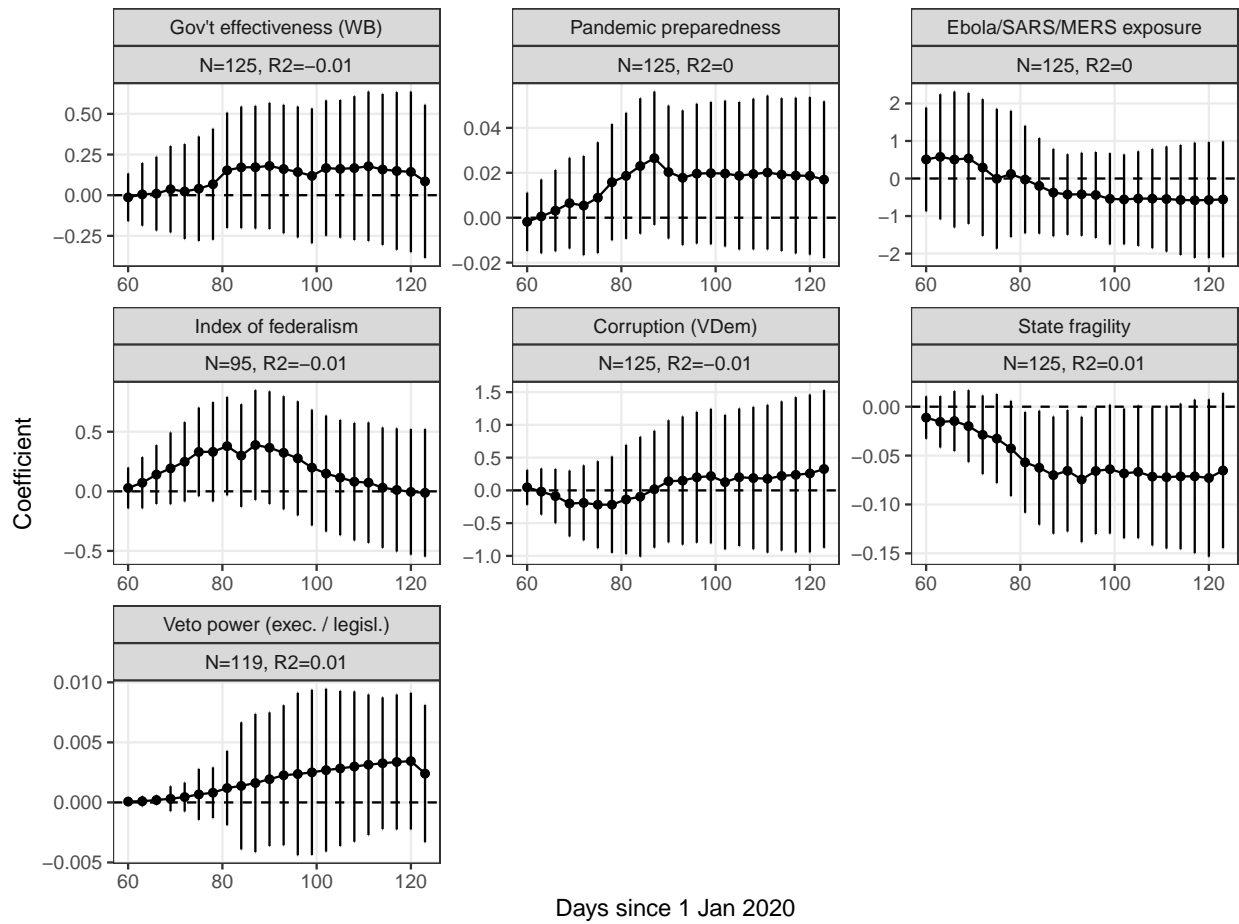 Gov't effectiveness (WB)
N=125, R2=−0.01
0.50
0.25
0.00
−0.25
60 80 100 120
Pandemic preparedness
N=125, R2=0
0.04
0.02
0.00
−0.02
60 80 100 120
Ebola/SARS/MERS exposure
N=125, R2=0
2
1
0
−1
−2
60 80 100 120
Index of federalism
N=95, R2=−0.01
0.5
0.0
−0.5
60 80 100 120
Corruption (VDem)
N=125, R2=−0.01
1.5
1.0
0.5
0.0
−0.5
−1.0
60 80 100 120
State fragility
N=125, R2=0.01
0.00
−0.05
−0.10
−0.15
60 80 100 120
Veto power (exec. / legisl.)
N=119, R2=0.01
0.010
0.005
0.000
−0.005
60 80 100 120
Coefficient
Days since 1 Jan 2020